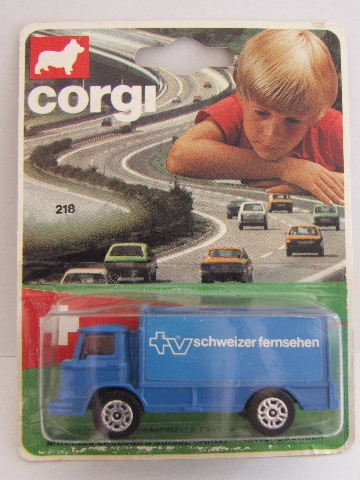 corgi
218
tv schweizer fernsehen